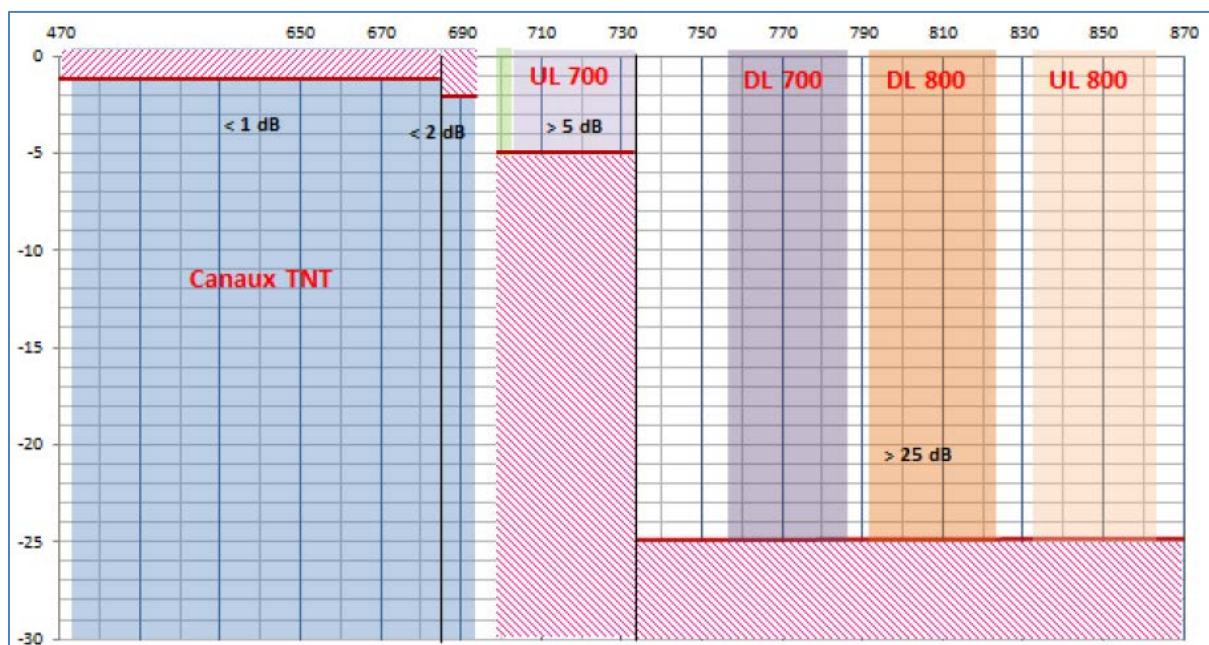 470 650 670 690 710 730 750 770 790 810 830 850 870
0
UL 700 DL 700 DL 800 UL 800
< 1 dB < 2 dB > 5 dB
-5
-10
Canaux TNT
-15
-20
> 25 dB
-25
-30